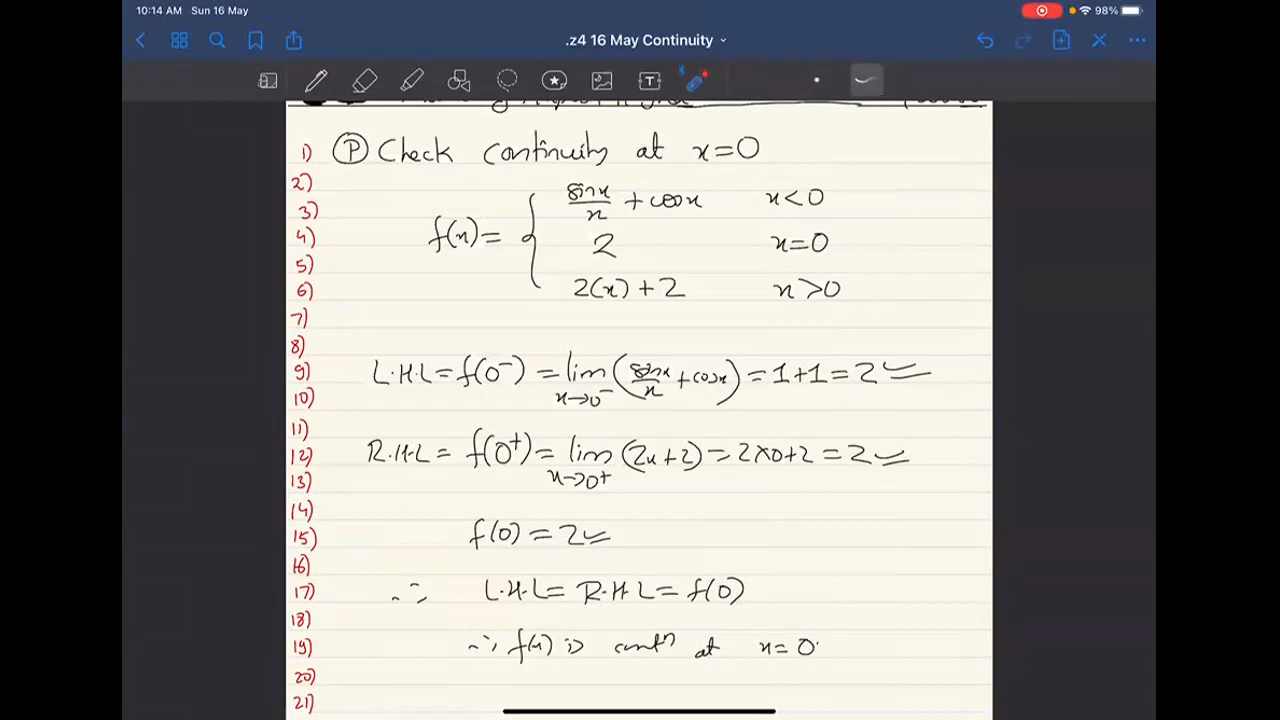 10:14 AM Sun 16 May 98%
.z4 16 May Continuity
1) Ⓟ Check continuity at x=0
2)
3) sinx/x + cosx x<0
4) f(x)= { 2 x=0
5)
6) 2(x)+2 x>0
7)
8)
9) L.H.L = f(0⁻) = lim (sinx/x + cosx) = 1+1 = 2
10) x→0⁻
11)
12) R.H.L = f(0⁺) = lim (2x+2) = 2×0+2 = 2
13) x→0⁺
14)
15) f(0) = 2
16)
17) ∴ L.H.L = R.H.L = f(0)
18)
19) ∴ f(x) is contⁿ at x=0.
20)
21)